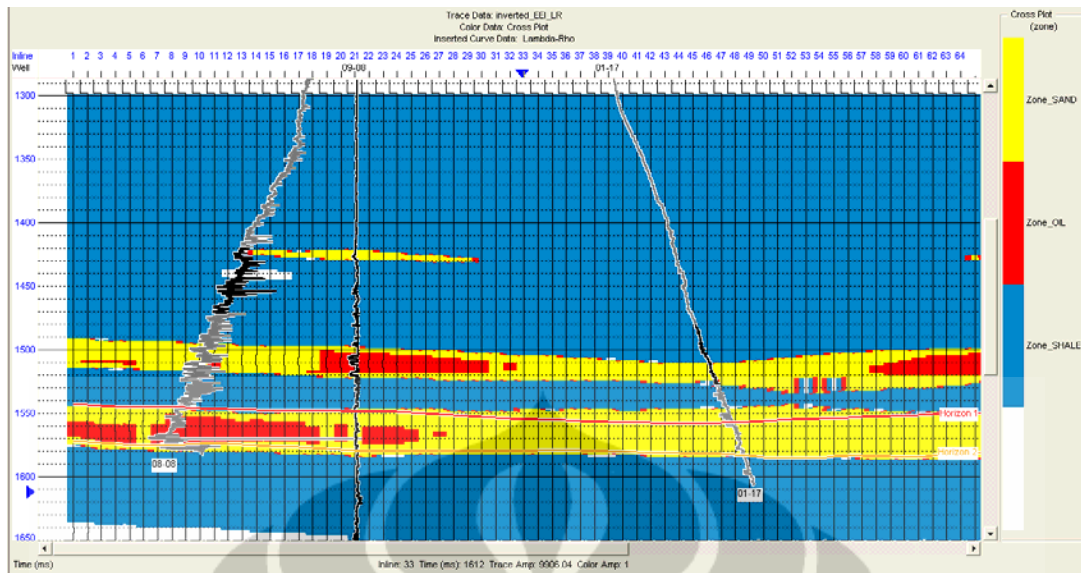 Trace Data: inverted_EEI_LR
Color Data: Cross Plot
Inserted Curve Data: Lambda-Rho
Cross Plot
(zone)
Inline 1 2 3 4 5 6 7 8 9 10 11 12 13 14 15 16 17 18 19 20 21 22 23 24 25 26 27 28 29 30 31 32 33 34 35 36 37 38 39 40 41 42 43 44 45 46 47 48 49 50 51 52 53 54 55 56 57 58 59 60 61 62 63 64
Well 09-08 01-17
1300
1350
1400
1450
1500
1550
1600
1650
Zone_SAND
Zone_OIL
Zone_SHALE
Horizon 1
Horizon 2
08-08
01-17
Time (ms)
Inline: 33 Time (ms): 1612 Trace Amp: 9906.04 Color Amp: 1